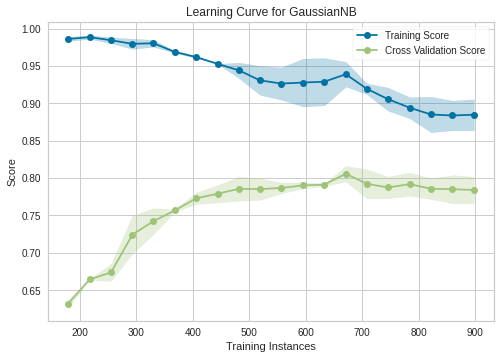 Learning Curve for GaussianNB
Training Score
Cross Validation Score
Score
1.00
0.95
0.90
0.85
0.80
0.75
0.70
0.65
200 300 400 500 600 700 800 900
Training Instances